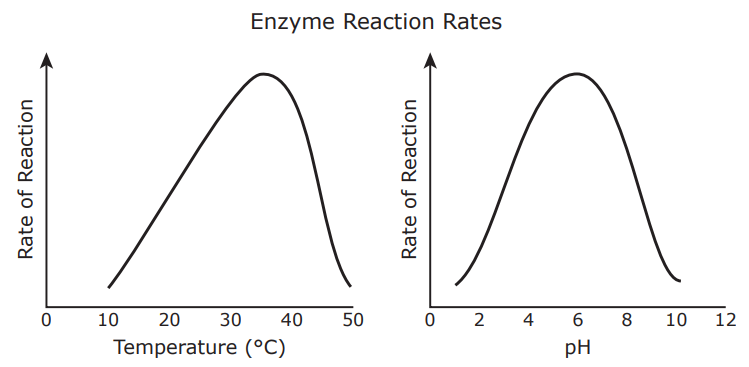 Enzyme Reaction Rates
Rate of Reaction
0 10 20 30 40 50
Temperature (°C)
Rate of Reaction
0 2 4 6 8 10 12
pH